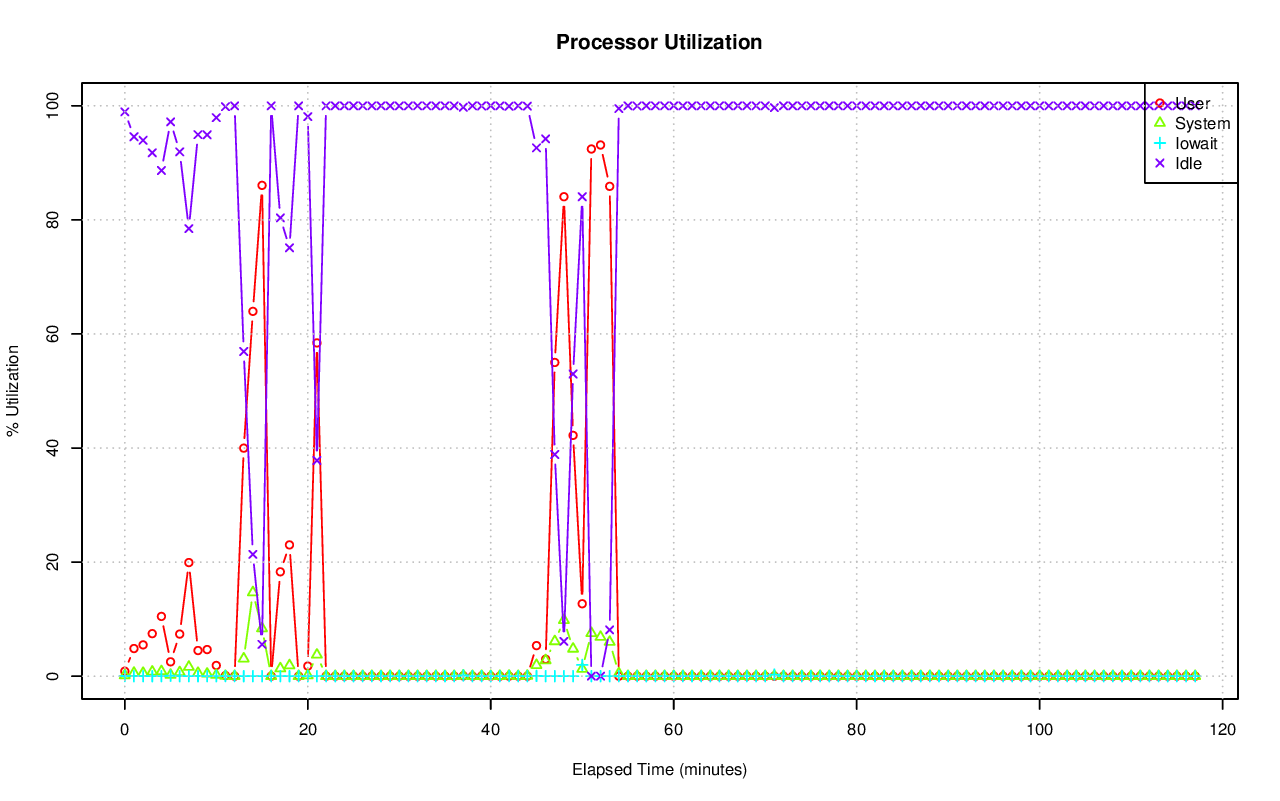 Processor Utilization
% Utilization
100
80
60
40
20
0
User
System
Iowait
Idle
0 20 40 60 80 100 120
Elapsed Time (minutes)